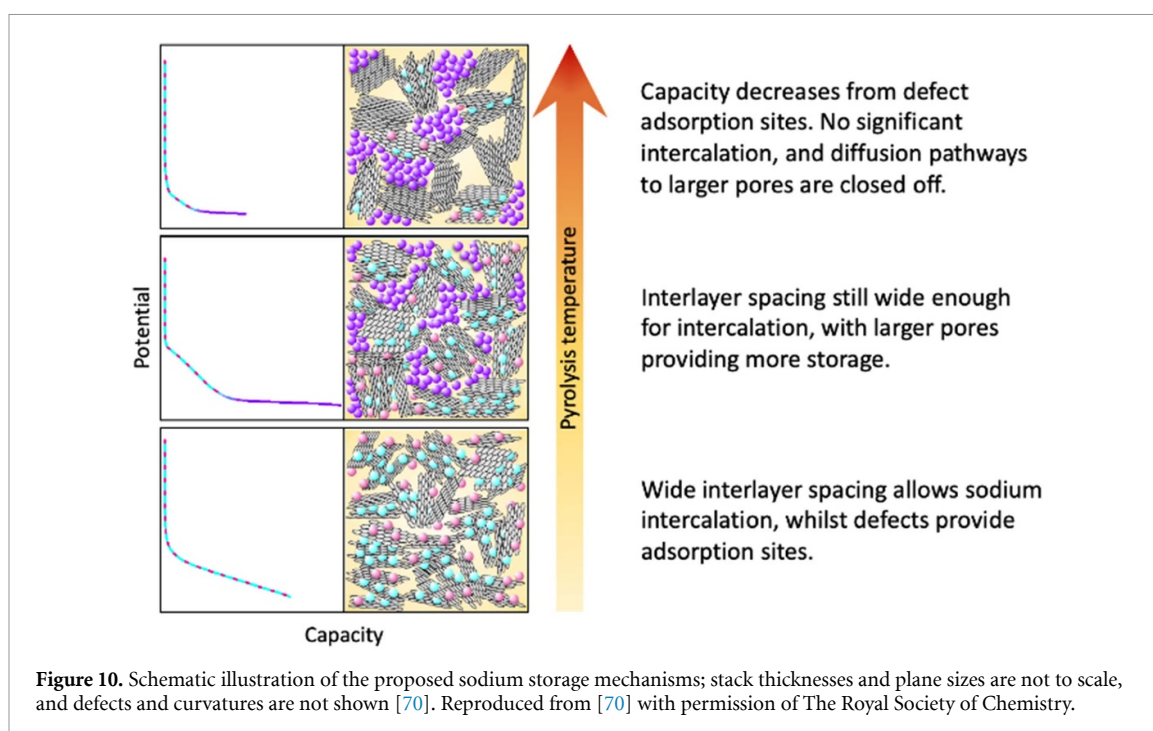 Capacity decreases from defect
adsorption sites. No significant
intercalation, and diffusion pathways
to larger pores are closed off.
Potential
Pyrolysis temperature
Interlayer spacing still wide enough
for intercalation, with larger pores
providing more storage.
Wide interlayer spacing allows sodium
intercalation, whilst defects provide
adsorption sites.
Capacity
Figure 10. Schematic illustration of the proposed sodium storage mechanisms; stack thicknesses and plane sizes are not to scale,
and defects and curvatures are not shown [70]. Reproduced from [70] with permission of The Royal Society of Chemistry.